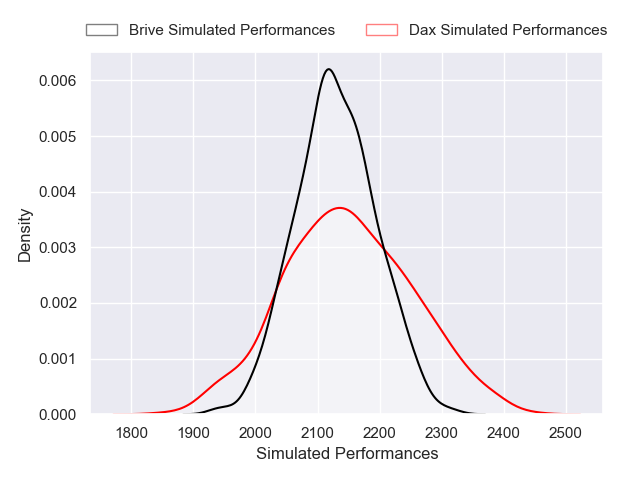 Brive Simulated Performances Dax Simulated Performances
0.006
0.005
0.004
0.003
0.002
0.001
0.000
Density
1800 1900 2000 2100 2200 2300 2400 2500
Simulated Performances